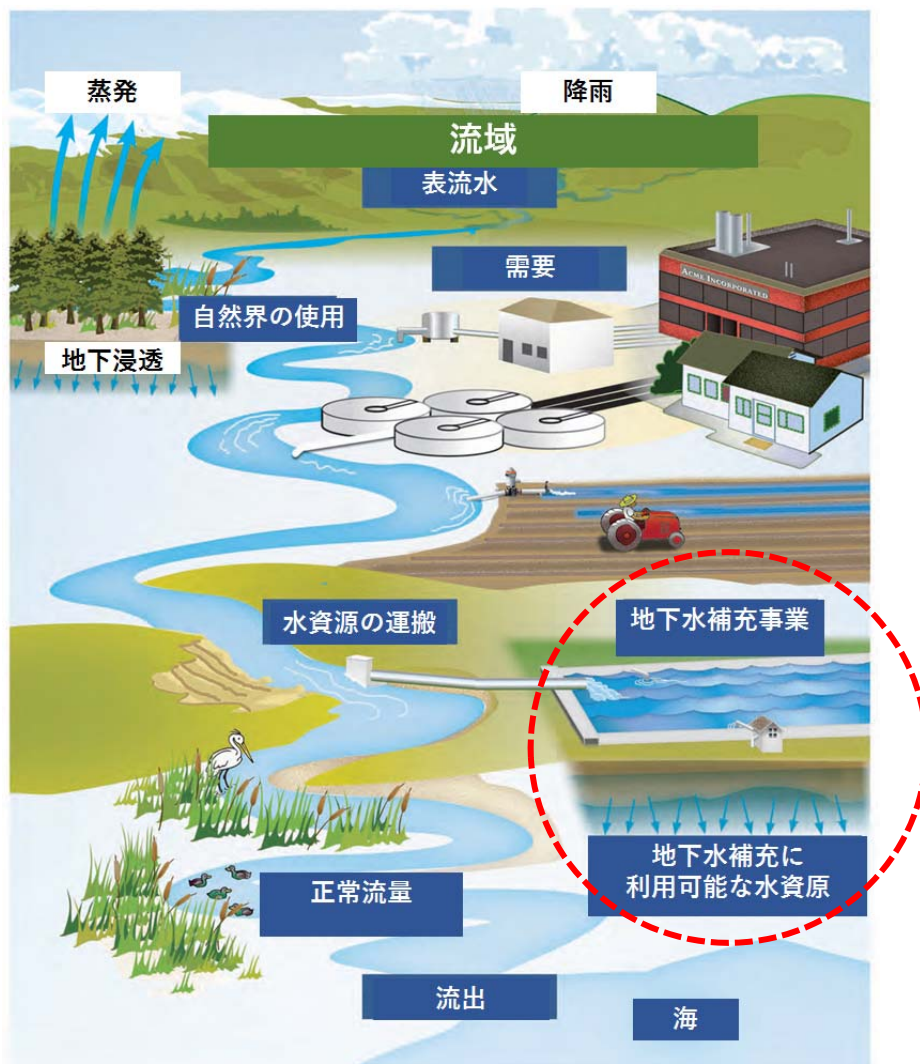 蒸発
降雨
流域
表流水
需要
ACME INCORPORATED
自然界の使用
地下浸透
水資源の運搬
地下水補充事業
地下水補充に
利用可能な水資原
正常流量
流出
海